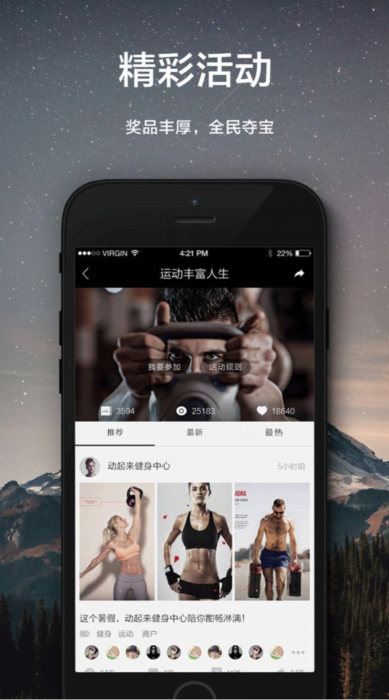 精彩活动
奖品丰厚，全民夺宝
VIRGIN 4:21 PM 22%
运动丰富人生
我要参加 活动规则
3594 25183 18640
推荐 最新 最热
动起来健身中心 5小时前
这个暑假，动起来健身中心陪你酣畅淋漓！
健身 运动 商户